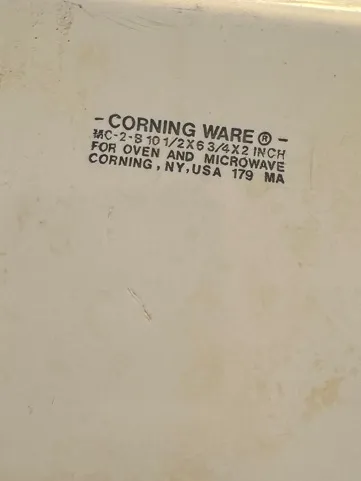 - CORNING WARE ® -
MC-2-B 10 1/2X6 3/4X2 INCH
FOR OVEN AND MICROWAVE
CORNING, NY, USA 179 MA